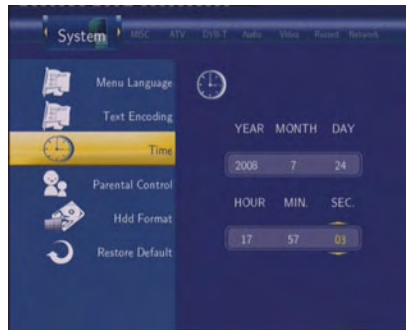 System MISC ATV DVB-T Audio Video Record Network
Menu Language
Text Encoding
Time
Parental Control
Hdd Format
Restore Default
YEAR MONTH DAY
2008 7 24
HOUR MIN. SEC.
17 57 03